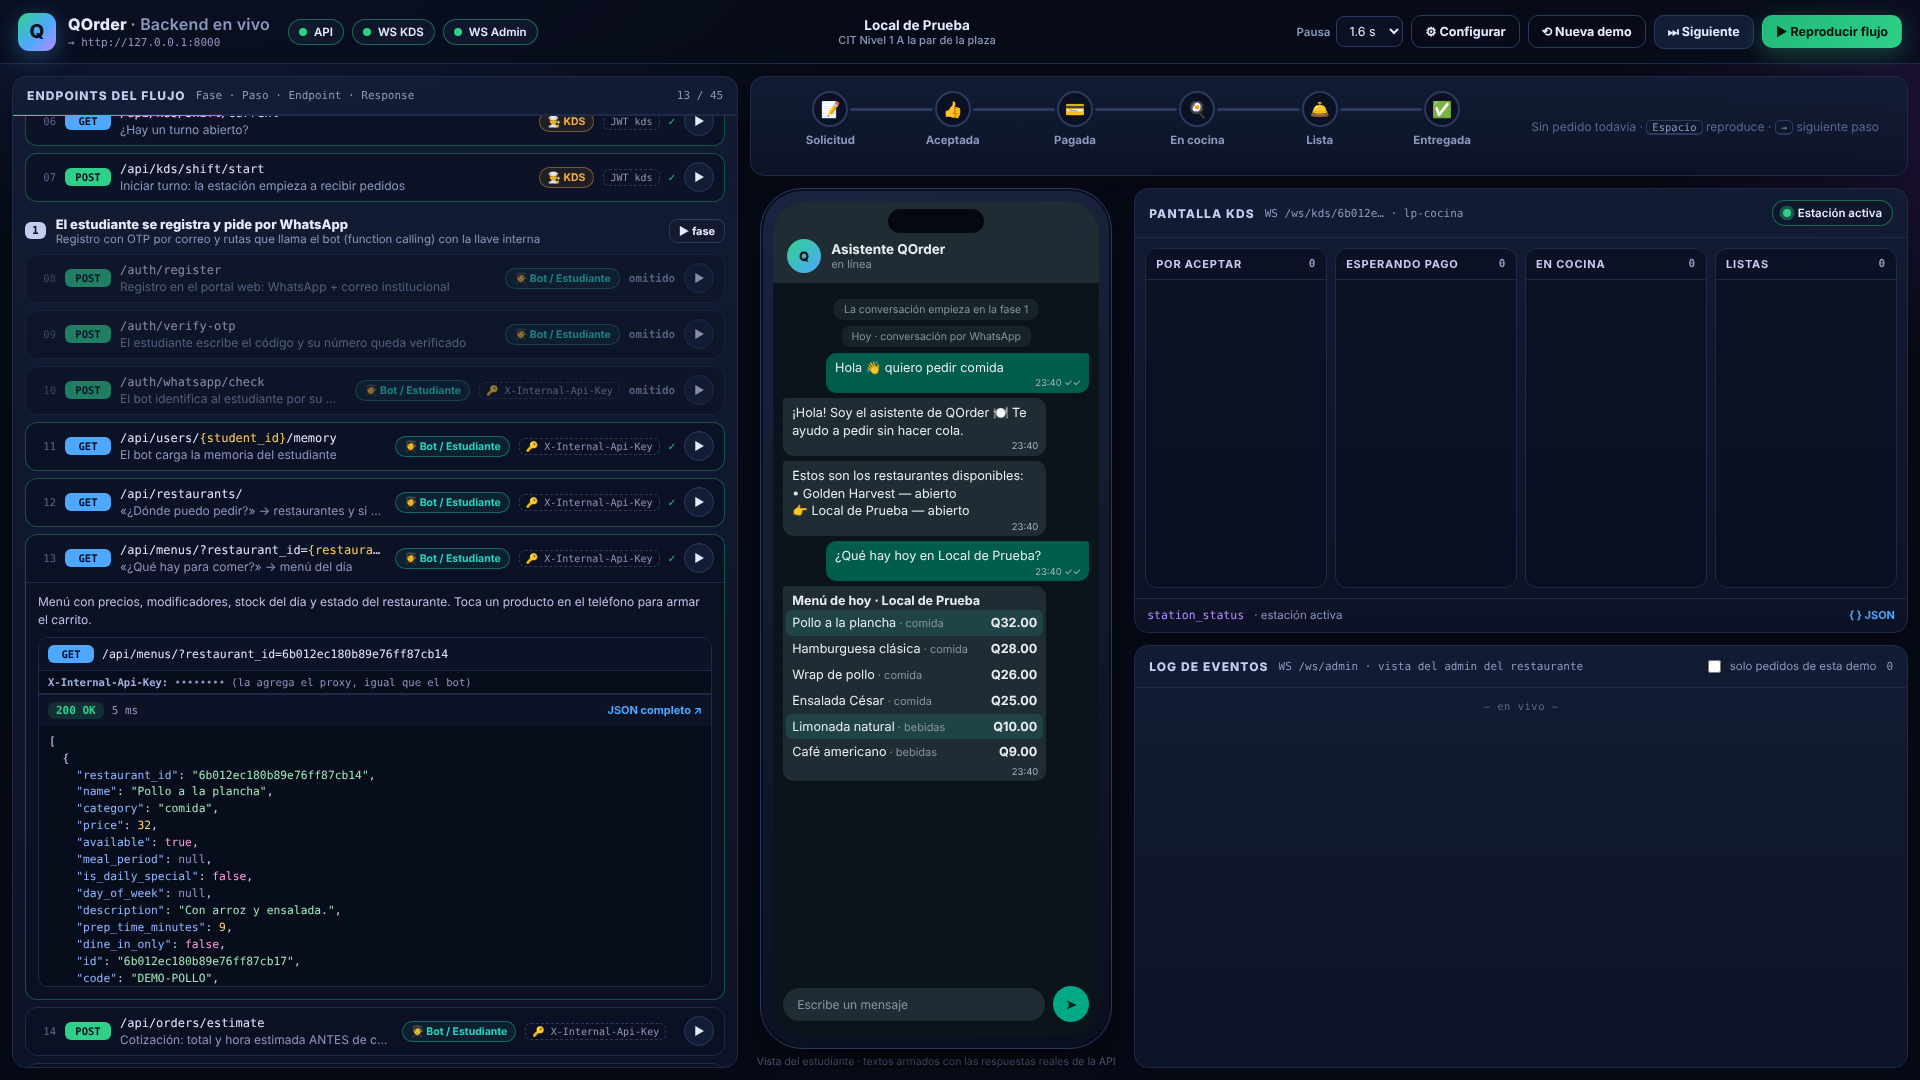 Q
QOrder · Backend en vivo
→ http://127.0.0.1:8000
API
WS KDS
WS Admin
Local de Prueba
CIT Nivel 1 A la par de la plaza
Pausa
1.6 s
⚙ Configurar
⟲ Nueva demo
⏭ Siguiente
▶ Reproducir flujo
ENDPOINTS DEL FLUJO Fase · Paso · Endpoint · Response 13 / 45
06 GET
¿Hay un turno abierto?
KDS JWT kds ✓ ▶
07 POST /api/kds/shift/start
Iniciar turno: la estación empieza a recibir pedidos
KDS JWT kds ✓ ▶
1 El estudiante se registra y pide por WhatsApp
Registro con OTP por correo y rutas que llama el bot (function calling) con la llave interna
▶ fase
08 POST /auth/register
Registro en el portal web: WhatsApp + correo institucional
Bot / Estudiante omitido ▶
09 POST /auth/verify-otp
El estudiante escribe el código y su número queda verificado
Bot / Estudiante omitido ▶
10 POST /auth/whatsapp/check
El bot identifica al estudiante por su ...
Bot / Estudiante 🔑 X-Internal-Api-Key omitido ▶
11 GET /api/users/{student_id}/memory
El bot carga la memoria del estudiante
Bot / Estudiante 🔑 X-Internal-Api-Key ✓ ▶
12 GET /api/restaurants/
«¿Dónde puedo pedir?» → restaurantes y si ...
Bot / Estudiante 🔑 X-Internal-Api-Key ✓ ▶
13 GET /api/menus/?restaurant_id={restaura…
«¿Qué hay para comer?» → menú del día
Bot / Estudiante 🔑 X-Internal-Api-Key ✓ ▶
Menú con precios, modificadores, stock del día y estado del restaurante. Toca un producto en el teléfono para armar
el carrito.
GET /api/menus/?restaurant_id=6b012ec180b89e76ff87cb14
X-Internal-Api-Key: •••••••• (la agrega el proxy, igual que el bot)
200 OK 5 ms JSON completo ↗
[
{
"restaurant_id": "6b012ec180b89e76ff87cb14",
"name": "Pollo a la plancha",
"category": "comida",
"price": 32,
"available": true,
"meal_period": null,
"is_daily_special": false,
"day_of_week": null,
"description": "Con arroz y ensalada.",
"prep_time_minutes": 9,
"dine_in_only": false,
"id": "6b012ec180b89e76ff87cb17",
"code": "DEMO-POLLO",
14 POST /api/orders/estimate
Cotización: total y hora estimada ANTES de c...
Bot / Estudiante 🔑 X-Internal-Api-Key ▶
Solicitud
Aceptada
Pagada
En cocina
Lista
Entregada
Sin pedido todavía · Espacio reproduce · → siguiente paso
Q
Asistente QOrder
en línea
La conversación empieza en la fase 1
Hoy · conversación por WhatsApp
Hola 👋 quiero pedir comida
23:40 ✓✓
¡Hola! Soy el asistente de QOrder 🍽️ Te
ayudo a pedir sin hacer cola.
23:40
Estos son los restaurantes disponibles:
• Golden Harvest — abierto
👉 Local de Prueba — abierto
23:40
¿Qué hay hoy en Local de Prueba?
23:40 ✓✓
Menú de hoy · Local de Prueba
Pollo a la plancha · comida Q32.00
Hamburguesa clásica · comida Q28.00
Wrap de pollo · comida Q26.00
Ensalada César · comida Q25.00
Limonada natural · bebidas Q10.00
Café americano · bebidas Q9.00
23:40
Escribe un mensaje
➤
Vista del estudiante · textos armados con las respuestas reales de la API
PANTALLA KDS WS /ws/kds/6b012e… · lp-cocina
Estación activa
POR ACEPTAR 0
ESPERANDO PAGO 0
EN COCINA 0
LISTAS 0
station_status · estación activa
{ } JSON
LOG DE EVENTOS WS /ws/admin · vista del admin del restaurante
solo pedidos de esta demo 0
— en vivo —